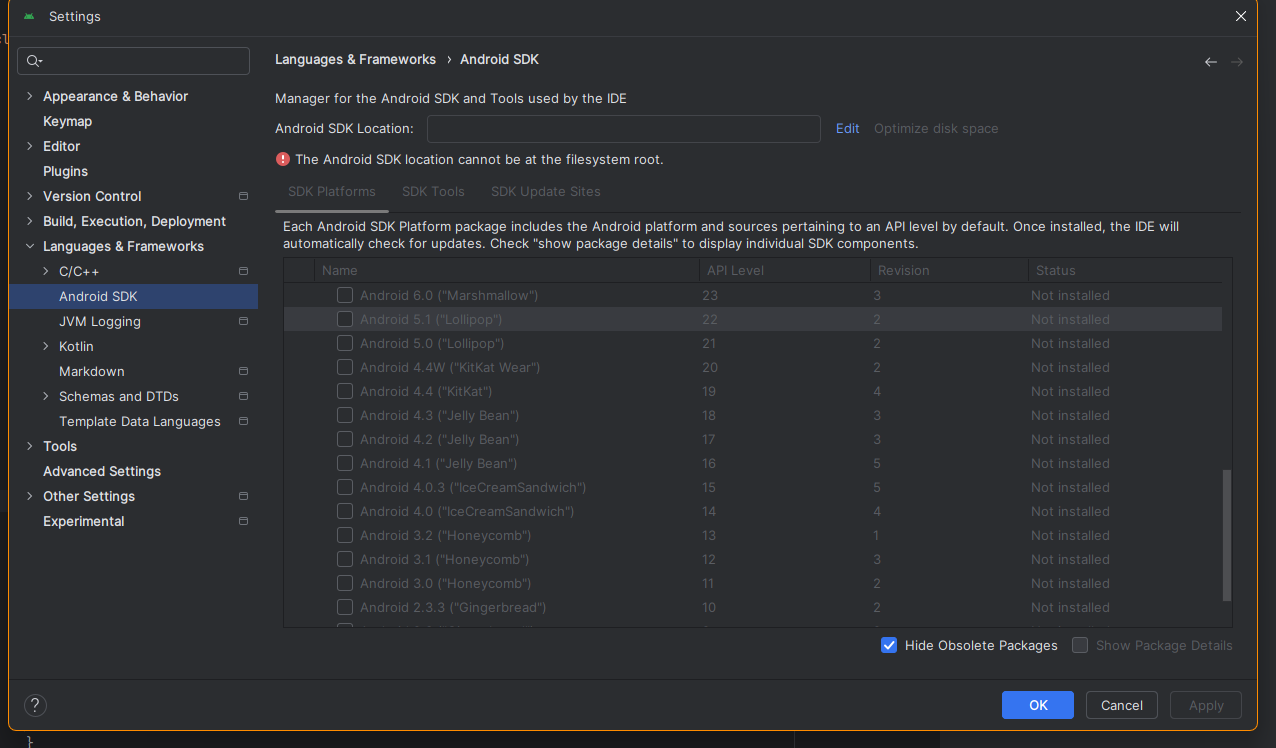 Settings
cl
Languages & Frameworks › Android SDK
Appearance & Behavior
Keymap
Editor
Plugins
Version Control
Build, Execution, Deployment
Languages & Frameworks
C/C++
Android SDK
JVM Logging
Kotlin
Markdown
Schemas and DTDs
Template Data Languages
Tools
Advanced Settings
Other Settings
Experimental
Manager for the Android SDK and Tools used by the IDE
Android SDK Location: Edit Optimize disk space
The Android SDK location cannot be at the filesystem root.
SDK Platforms SDK Tools SDK Update Sites
Each Android SDK Platform package includes the Android platform and sources pertaining to an API level by default. Once installed, the IDE will
automatically check for updates. Check "show package details" to display individual SDK components.
Name API Level Revision Status
Android 6.0 ("Marshmallow") 23 3 Not installed
Android 5.1 ("Lollipop") 22 2 Not installed
Android 5.0 ("Lollipop") 21 2 Not installed
Android 4.4W ("KitKat Wear") 20 2 Not installed
Android 4.4 ("KitKat") 19 4 Not installed
Android 4.3 ("Jelly Bean") 18 3 Not installed
Android 4.2 ("Jelly Bean") 17 3 Not installed
Android 4.1 ("Jelly Bean") 16 5 Not installed
Android 4.0.3 ("IceCreamSandwich") 15 5 Not installed
Android 4.0 ("IceCreamSandwich") 14 4 Not installed
Android 3.2 ("Honeycomb") 13 1 Not installed
Android 3.1 ("Honeycomb") 12 3 Not installed
Android 3.0 ("Honeycomb") 11 2 Not installed
Android 2.3.3 ("Gingerbread") 10 2 Not installed
Hide Obsolete Packages Show Package Details
? OK Cancel Apply
}